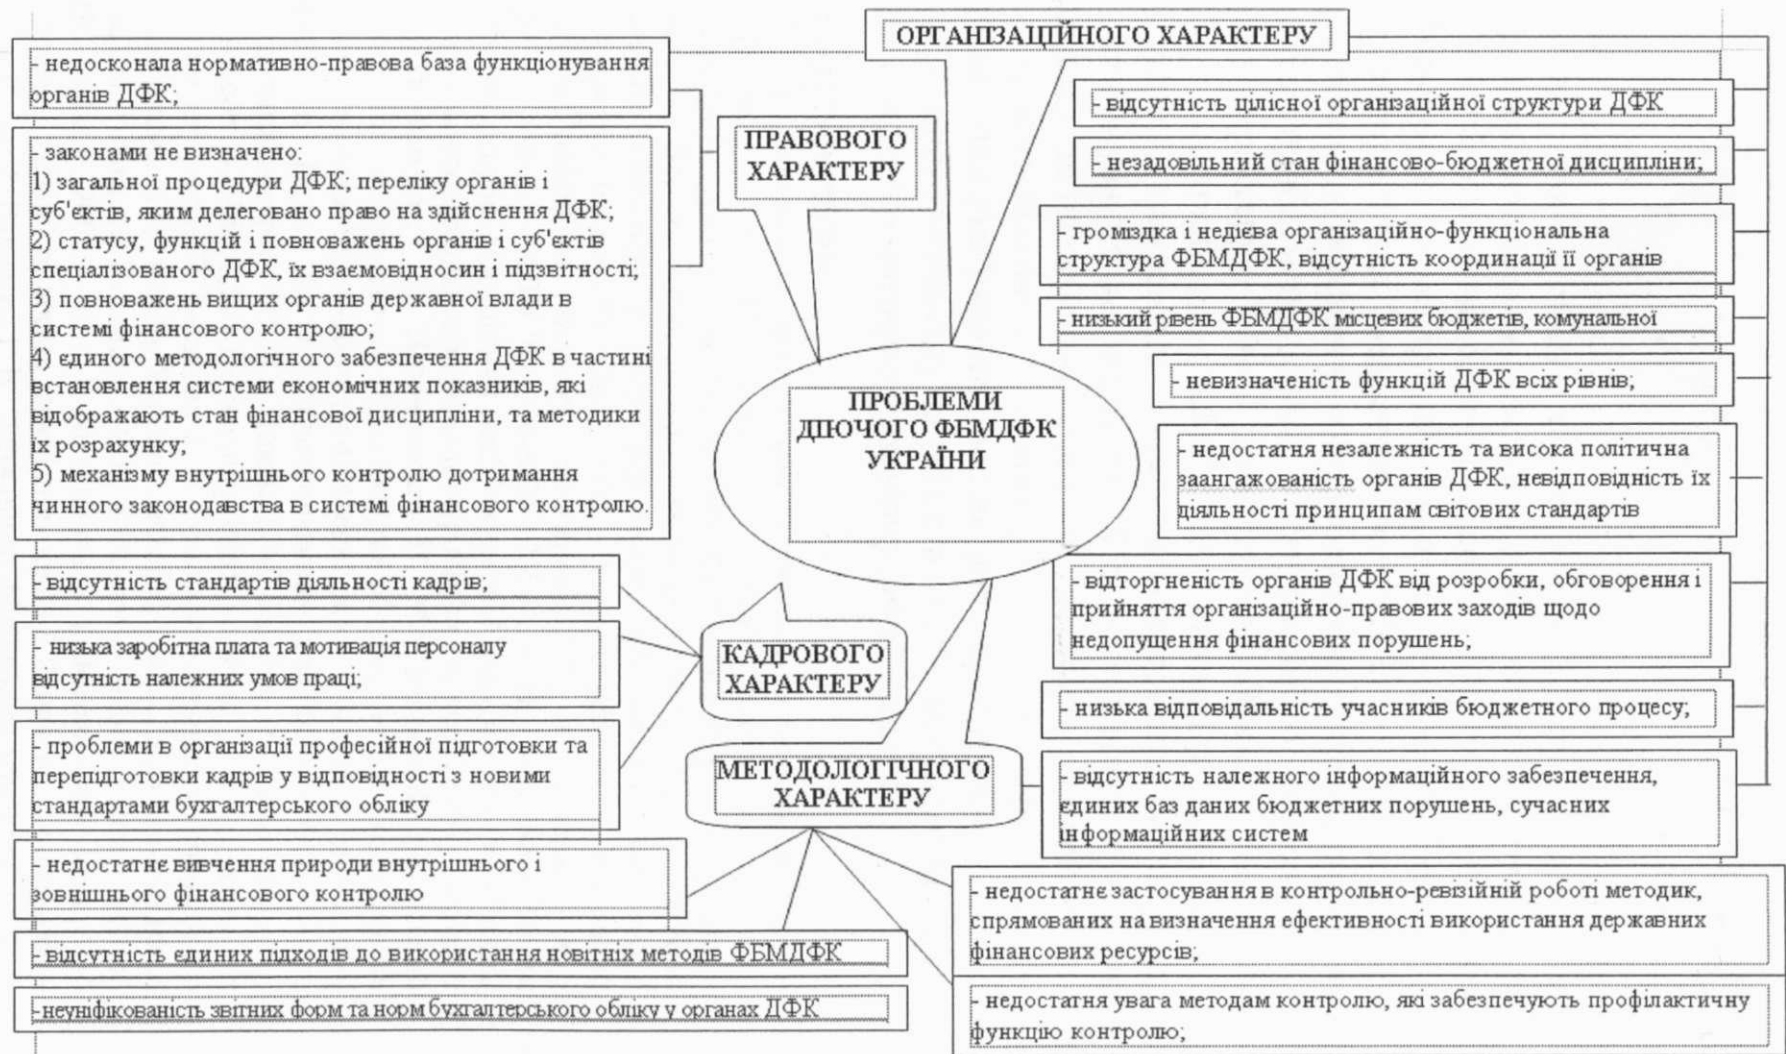 ОРГАНІЗАЦІЙНОГО ХАРАКТЕРУ
- недосконала нормативно-правова база функціонування
органів ДФК;
- законами не визначено:
1) загальної процедури ДФК; переліку органів і
суб'єктів, яким делеговано право на здійснення ДФК;
2) статусу, функцій і повноважень органів і суб'єктів
спеціалізованого ДФК, їх взаємовідносин і підзвітності;
3) повноважень вищих органів державної влади в
системі фінансового контролю;
4) єдиного методологічного забезпечення ДФК в частині
встановлення системи економічних показників, які
відображають стан фінансової дисципліни, та методики
їх розрахунку;
5) механізму внутрішнього контролю дотримання
чинного законодавства в системі фінансового контролю.
ПРАВОВОГО
ХАРАКТЕРУ
- відсутність цілісної організаційної структури ДФК
- незадовільний стан фінансово-бюджетної дисципліни;
- громіздка і недієва організаційно-функціональна
структура ФБМДФК, відсутність координації її органів
- низький рівень ФБМДФК місцевих бюджетів, комунальної
- невизначеність функцій ДФК всіх рівнів;
- недостатня незалежність та висока політична
заангажованість органів ДФК, невідповідність їх
діяльності принципам світових стандартів
- відторгненість органів ДФК від розробки, обговорення і
прийняття організаційно-правових заходів щодо
недопущення фінансових порушень;
- низька відповідальність учасників бюджетного процесу;
- відсутність належного інформаційного забезпечення,
єдиних баз даних бюджетних порушень, сучасних
інформаційних систем
ПРОБЛЕМИ
ДІЮЧОГО ФБМДФК
УКРАЇНИ
- відсутність стандартів діяльності кадрів;
- низька заробітна плата та мотивація персоналу
відсутність належних умов праці;
- проблеми в організації професійної підготовки та
перепідготовки кадрів у відповідності з новими
стандартами бухгалтерського обліку
КАДРОВОГО
ХАРАКТЕРУ
МЕТОДОЛОГІЧНОГО
ХАРАКТЕРУ
- недостатнє вивчення природи внутрішнього і
зовнішнього фінансового контролю
- відсутність єдиних підходів до використання новітніх методів ФБМДФК
- неуніфікованість звітних форм та норм бухгалтерського обліку у органах ДФК
- недостатнє застосування в контрольно-ревізійній роботі методик,
спрямованих на визначення ефективності використання державних
фінансових ресурсів;
- недостатня увага методам контролю, які забезпечують профілактичну
функцію контролю;